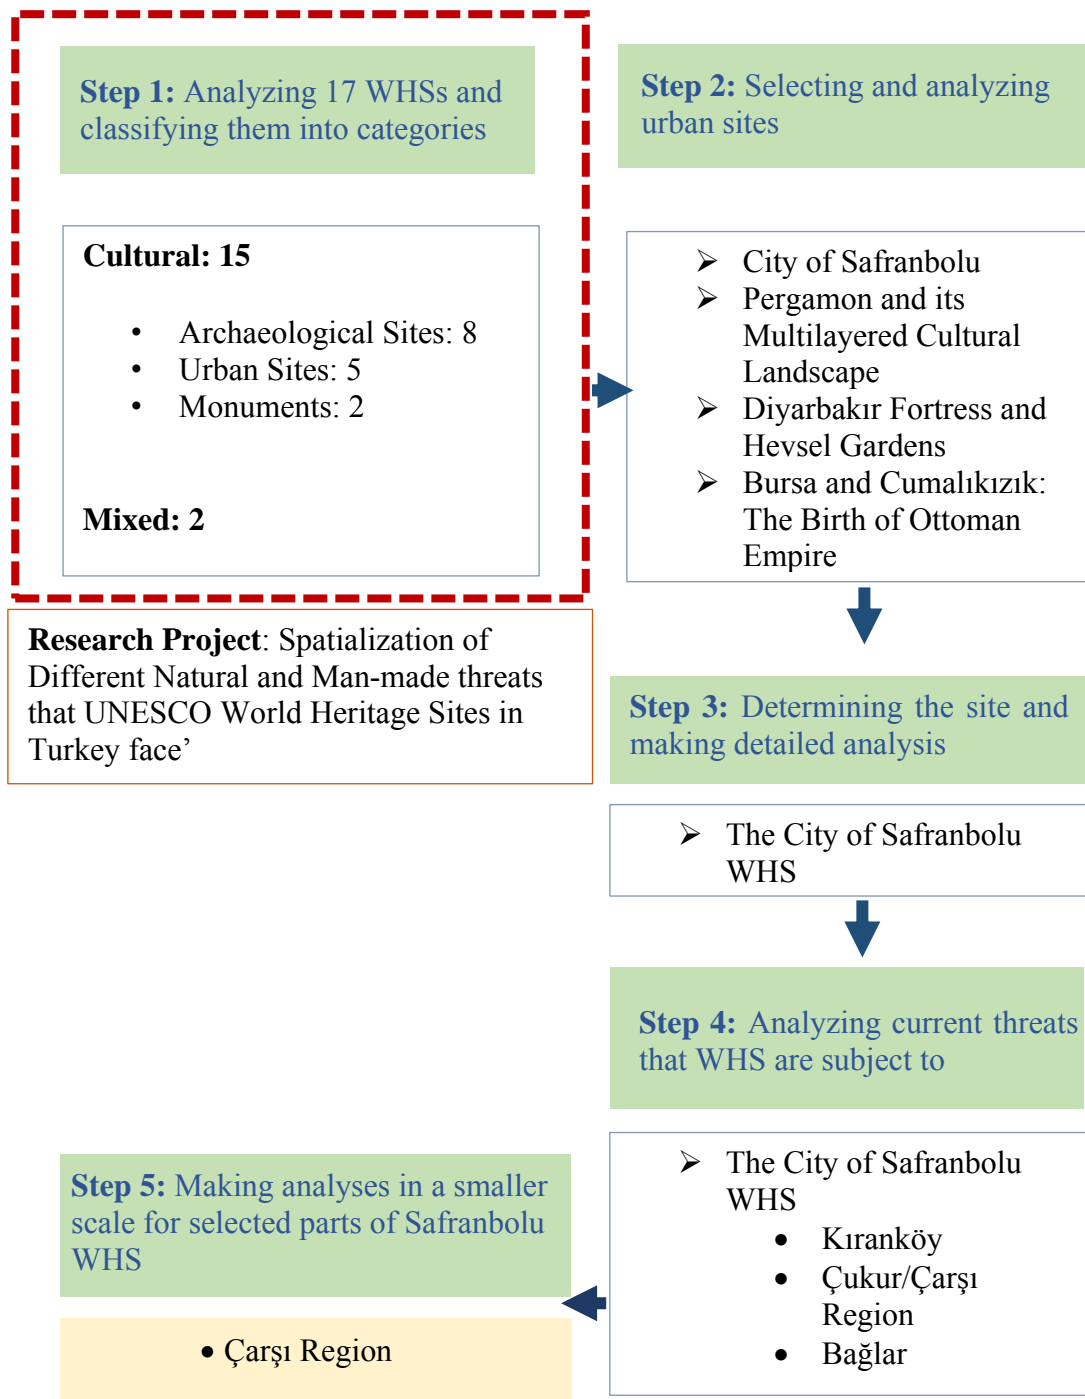 Step 1: Analyzing 17 WHSs and
classifying them into categories
Cultural: 15
• Archaeological Sites: 8
• Urban Sites: 5
• Monuments: 2
Mixed: 2
Research Project: Spatialization of
Different Natural and Man-made threats
that UNESCO World Heritage Sites in
Turkey face’
Step 2: Selecting and analyzing
urban sites
➢ City of Safranbolu
➢ Pergamon and its
Multilayered Cultural
Landscape
➢ Diyarbakır Fortress and
Hevsel Gardens
➢ Bursa and Cumalıkızık:
The Birth of Ottoman
Empire
Step 3: Determining the site and
making detailed analysis
➢ The City of Safranbolu
WHS
Step 4: Analyzing current threats
that WHS are subject to
➢ The City of Safranbolu
WHS
• Kıranköy
• Çukur/Çarşı
Region
• Bağlar
Step 5: Making analyses in a smaller
scale for selected parts of Safranbolu
WHS
• Çarşı Region